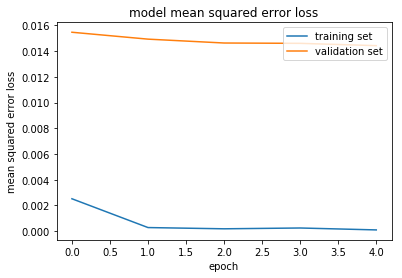 model mean squared error loss
0.016
0.014
0.012
0.010
0.008
0.006
0.004
0.002
0.000
mean squared error loss
training set
validation set
0.0 0.5 1.0 1.5 2.0 2.5 3.0 3.5 4.0
epoch